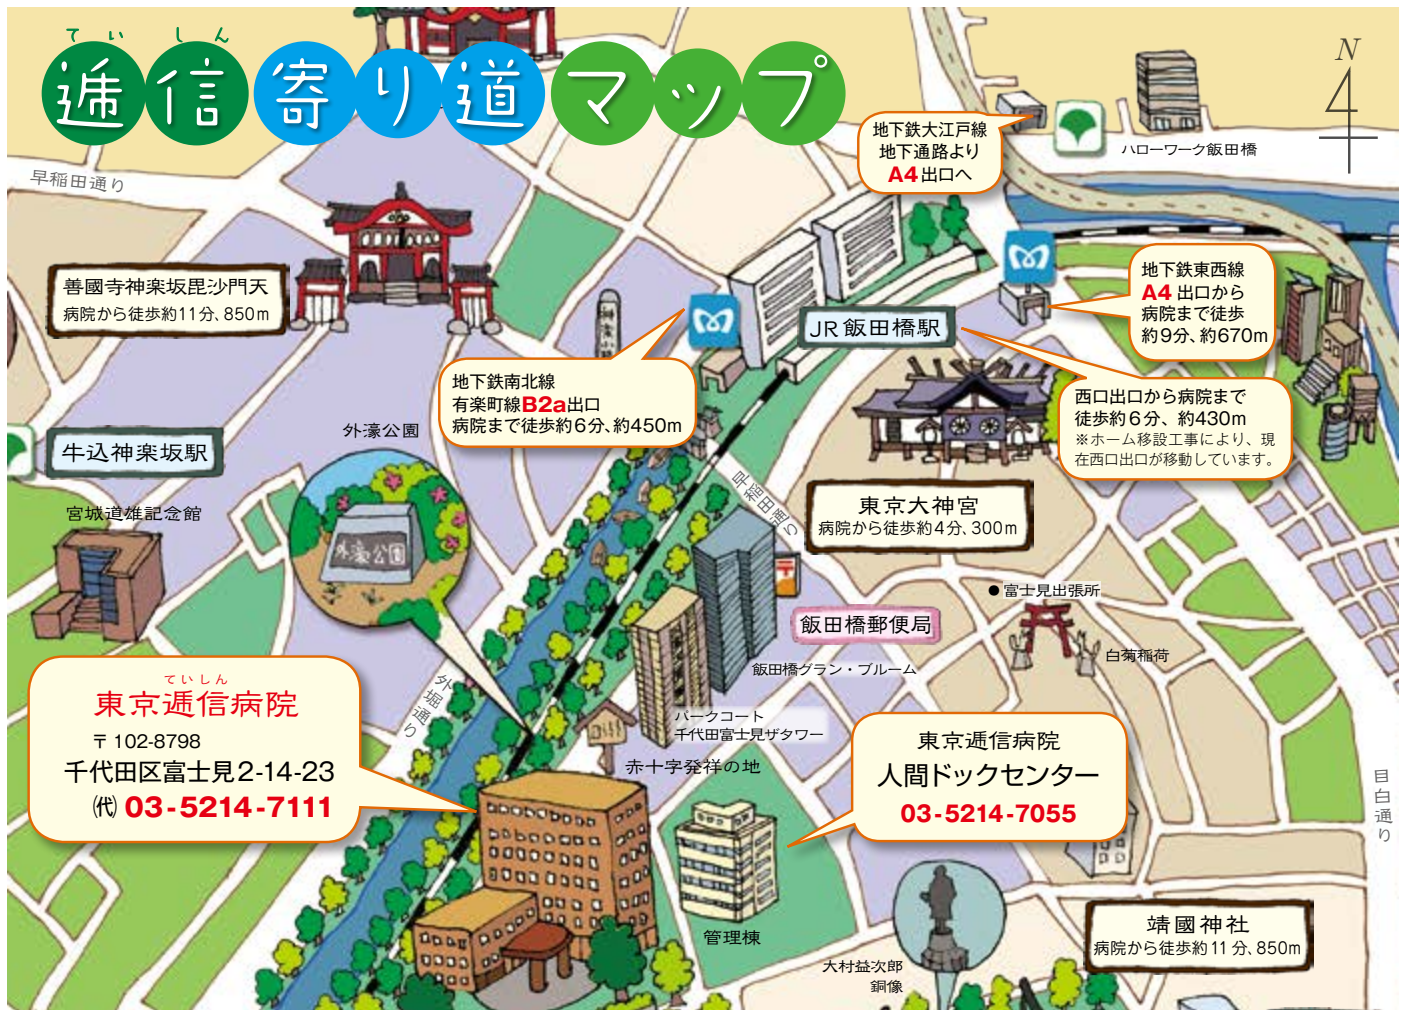 ていしん
逓信寄り道マップ
N
早稲田通り
地下鉄大江戸線
地下通路より
A4出口へ
ハローワーク飯田橋
善國寺神楽坂毘沙門天
病院から徒歩約11分、850m
地下鉄東西線
A4出口から
病院まで徒歩
約9分、約670m
JR飯田橋駅
地下鉄南北線
有楽町線B2a出口
病院まで徒歩約6分、約450m
西口出口から病院まで
徒歩約6分、約430m
※ホーム移設工事により、現
在西口出口が移動しています。
牛込神楽坂駅
外濠公園
宮城道雄記念館
外濠公園
早稲田通り
東京大神宮
病院から徒歩約4分、300m
〒
富士見出張所
飯田橋郵便局
白菊稲荷
飯田橋グラン・ブルーム
外堀通り
パークコート
千代田富士見ザタワー
赤十字発祥の地
ていしん
東京逓信病院
〒102-8798
千代田区富士見2-14-23
(代) 03-5214-7111
東京逓信病院
人間ドックセンター
03-5214-7055
目白通り
管理棟
大村益次郎
銅像
靖國神社
病院から徒歩約11分、850m